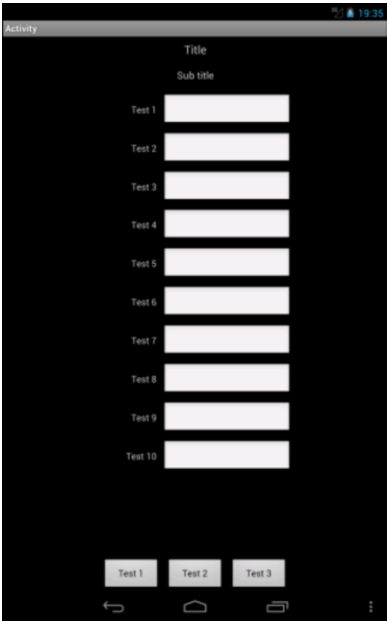 19:35
Activity
Title
Sub title
Test 1
Test 2
Test 3
Test 4
Test 5
Test 6
Test 7
Test 8
Test 9
Test 10
Test 1 Test 2 Test 3